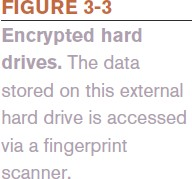 FIGURE 3-3
Encrypted hard
drives. The data
stored on this external
hard drive is accessed
via a fingerprint
scanner.